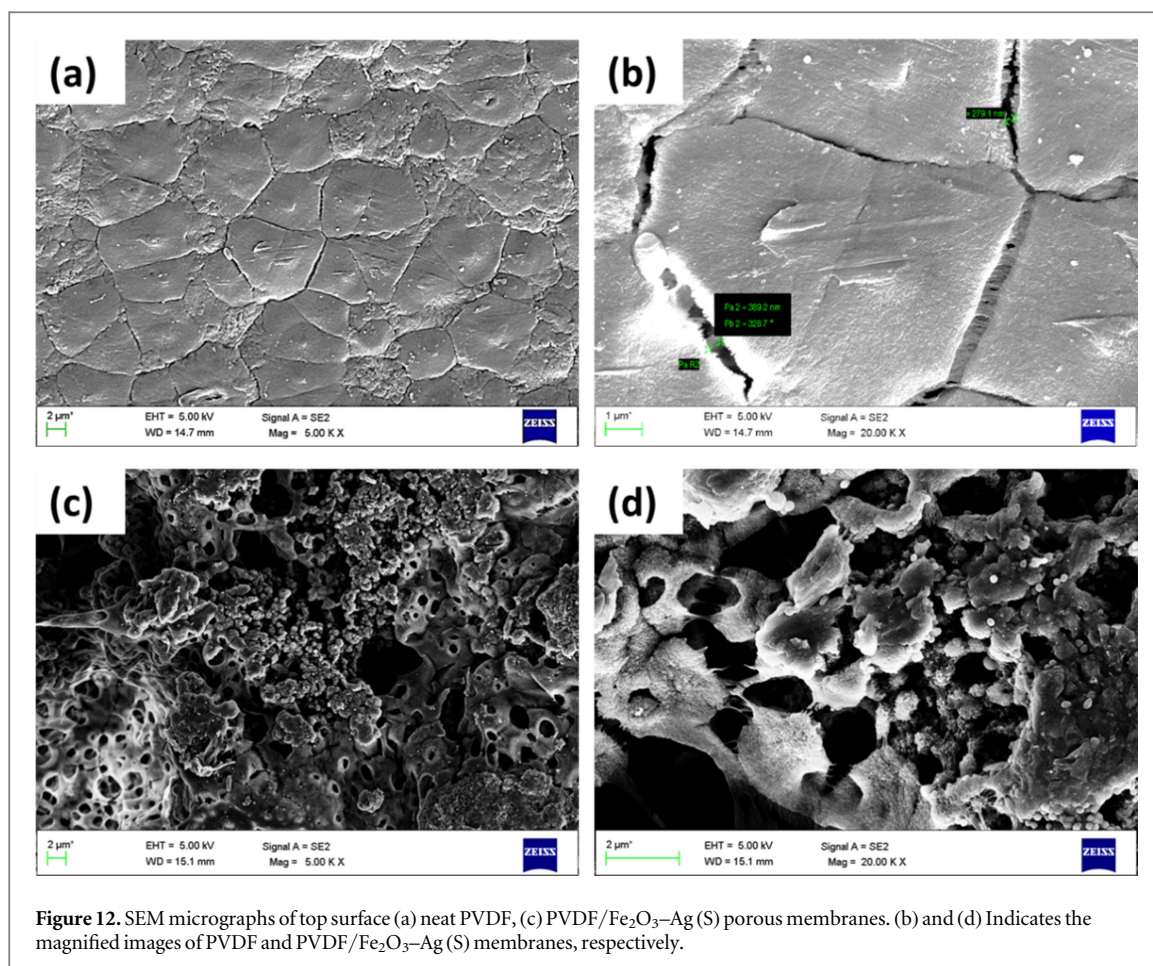 (a)
2 µm*
EHT = 5.00 kV
WD = 14.7 mm
Signal A = SE2
Mag = 5.00 K X
ZEISS
(b)
279.1 nm
Pa 2 = 369.2 nm
Pb 2 = 328.7 °
Pa R2
1 µm*
EHT = 5.00 kV
WD = 14.7 mm
Signal A = SE2
Mag = 20.00 K X
ZEISS
(c)
2 µm*
EHT = 5.00 kV
WD = 15.1 mm
Signal A = SE2
Mag = 5.00 K X
ZEISS
(d)
2 µm*
EHT = 5.00 kV
WD = 15.1 mm
Signal A = SE2
Mag = 20.00 K X
ZEISS
Figure 12. SEM micrographs of top surface (a) neat PVDF, (c) PVDF/Fe₂O₃–Ag (S) porous membranes. (b) and (d) Indicates the
magnified images of PVDF and PVDF/Fe₂O₃–Ag (S) membranes, respectively.